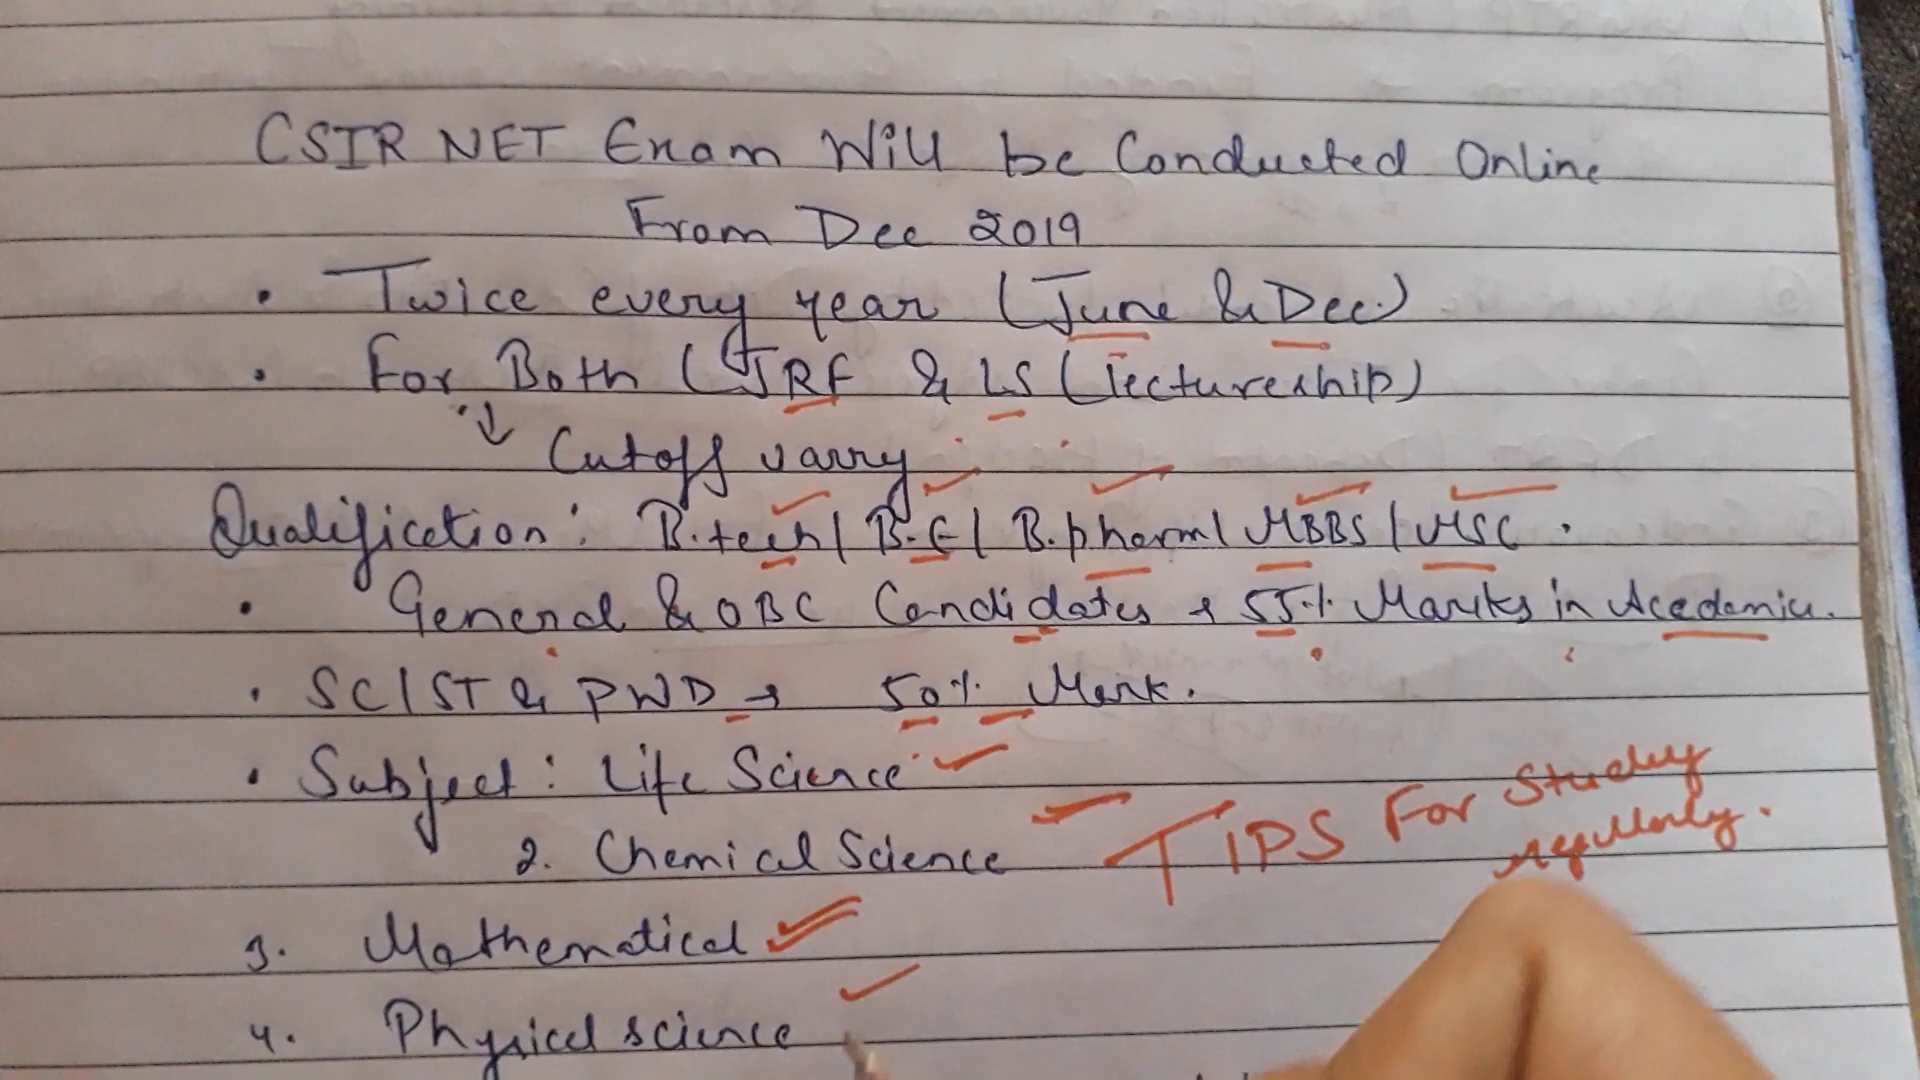 CSIR NET Exam Will be Conducted Online
From Dec 2019
• Twice every year (June & Dec)
• For Both (JRF & LS (lectureship)
↓ Cutoff varry
Qualification: B.tech / B.E / B.pharm / MBBS / MSC .
• General & OBC Candidates → 55% Marks in Acedemic.
• SC/ST & PWD → 50% Mark.
• Subject: Life Science
2. Chemical Science
TIPS For Study
regularly.
3. Mathematical
4. Physical science